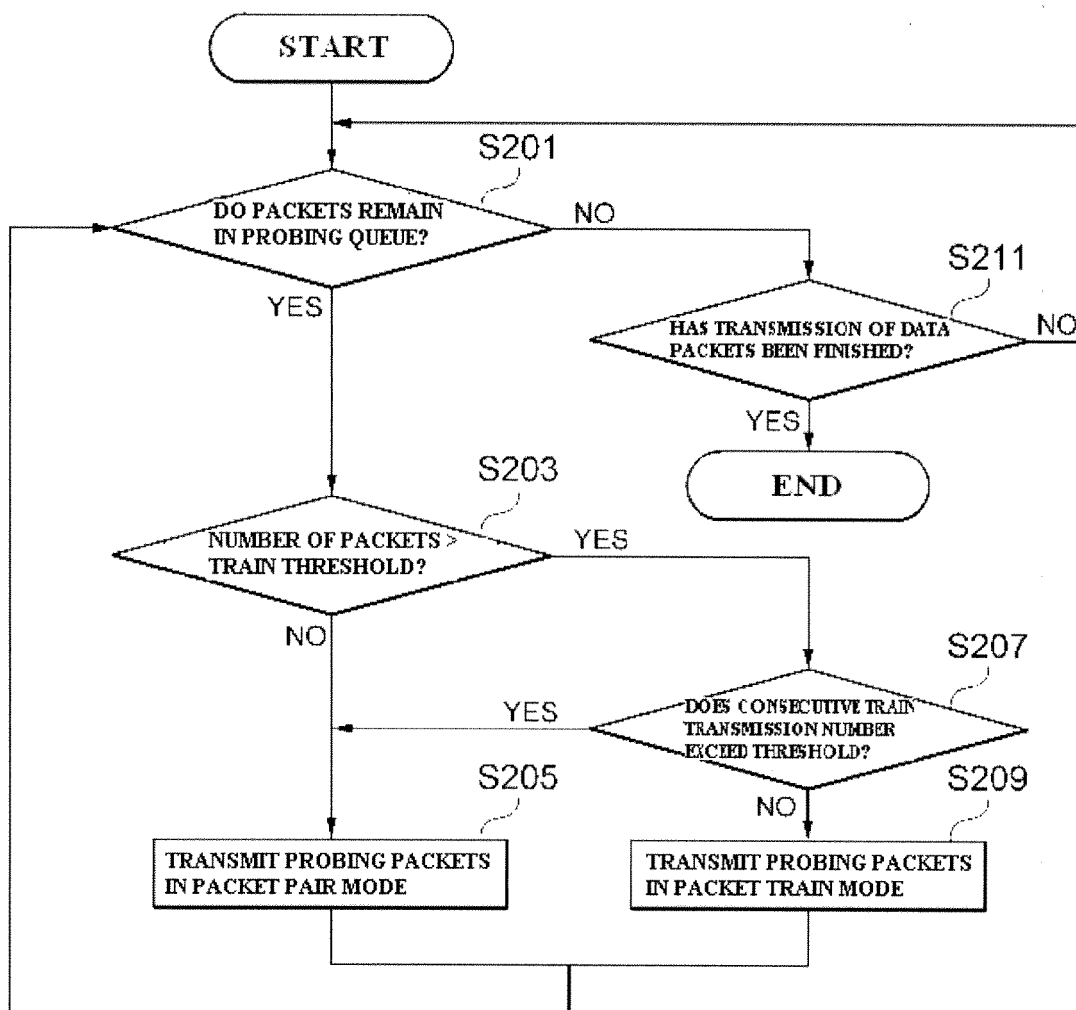 START
S201
DO PACKETS REMAIN
IN PROBING QUEUE?
NO
YES
S211
HAS TRANSMISSION OF DATA
PACKETS BEEN FINISHED?
NO
YES
END
S203
NUMBER OF PACKETS >
TRAIN THRESHOLD?
YES
NO
S207
DOES CONSECUTIVE TRAIN
TRANSMISSION NUMBER
EXCIED THRESHOLD?
YES
NO
S205
TRANSMIT PROBING PACKETS
IN PACKET PAIR MODE
S209
TRANSMIT PROBING PACKETS
IN PACKET TRAIN MODE